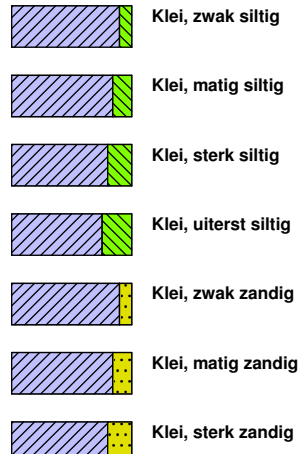 Klei, zwak siltig
Klei, matig siltig
Klei, sterk siltig
Klei, uiterst siltig
Klei, zwak zandig
Klei, matig zandig
Klei, sterk zandig